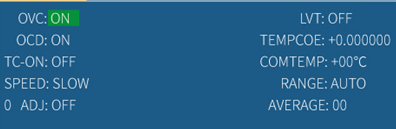 OVC: ON LVT: OFF
OCD: ON TEMPCOE: +0.000000
TC-ON: OFF COMTEMP: +00°C
SPEED: SLOW RANGE: AUTO
0 ADJ: OFF AVERAGE: 00